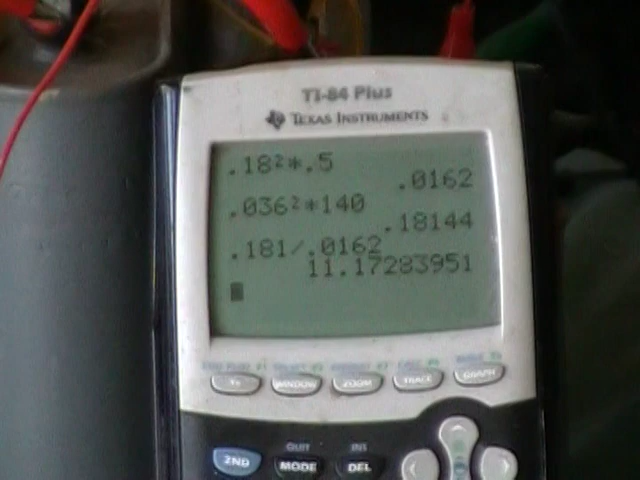 TI-84 Plus
TEXAS INSTRUMENTS
.18²*.5
.0162
.036²*140
.18144
.181/.0162
11.17283951
Y= WINDOW ZOOM TRACE GRAPH
QUIT INS
2ND MODE DEL